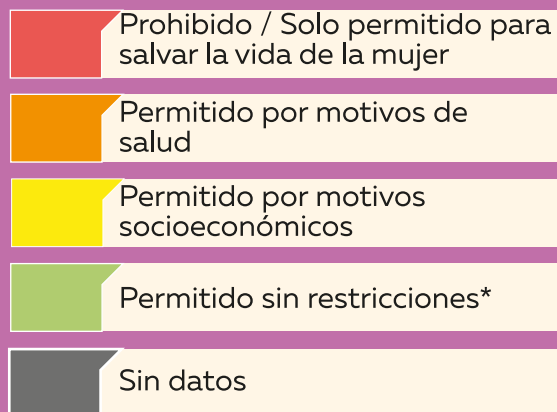 Prohibido / Solo permitido para
salvar la vida de la mujer
Permitido por motivos de
salud
Permitido por motivos
socioeconómicos
Permitido sin restricciones*
Sin datos